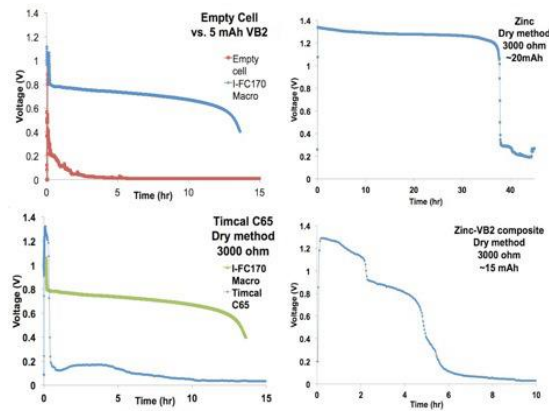 Empty Cell
vs. 5 mAh VB2
Empty
cell
I-FC170
Macro
Voltage (V)
1.2
1
0.8
0.6
0.4
0.2
0
0
5
10
15
Time (hr)
Zinc
Dry method
3000 ohm
~20mAh
Voltage (V)
1.4
1.2
1
0.8
0.6
0.4
0.2
0
0
10
20
30
40
Time (hr)
Timcal C65
Dry method
3000 ohm
I-FC170
Macro
Timcal
C65
Voltage (V)
1.4
1.2
1
0.8
0.6
0.4
0.2
0
0
5
10
15
Time (hr)
Zinc-VB2 composite
Dry method
3000 ohm
~15 mAh
Voltage (V)
1.4
1.2
1
0.8
0.6
0.4
0.2
0
0
2
4
6
8
10
Time (hr)